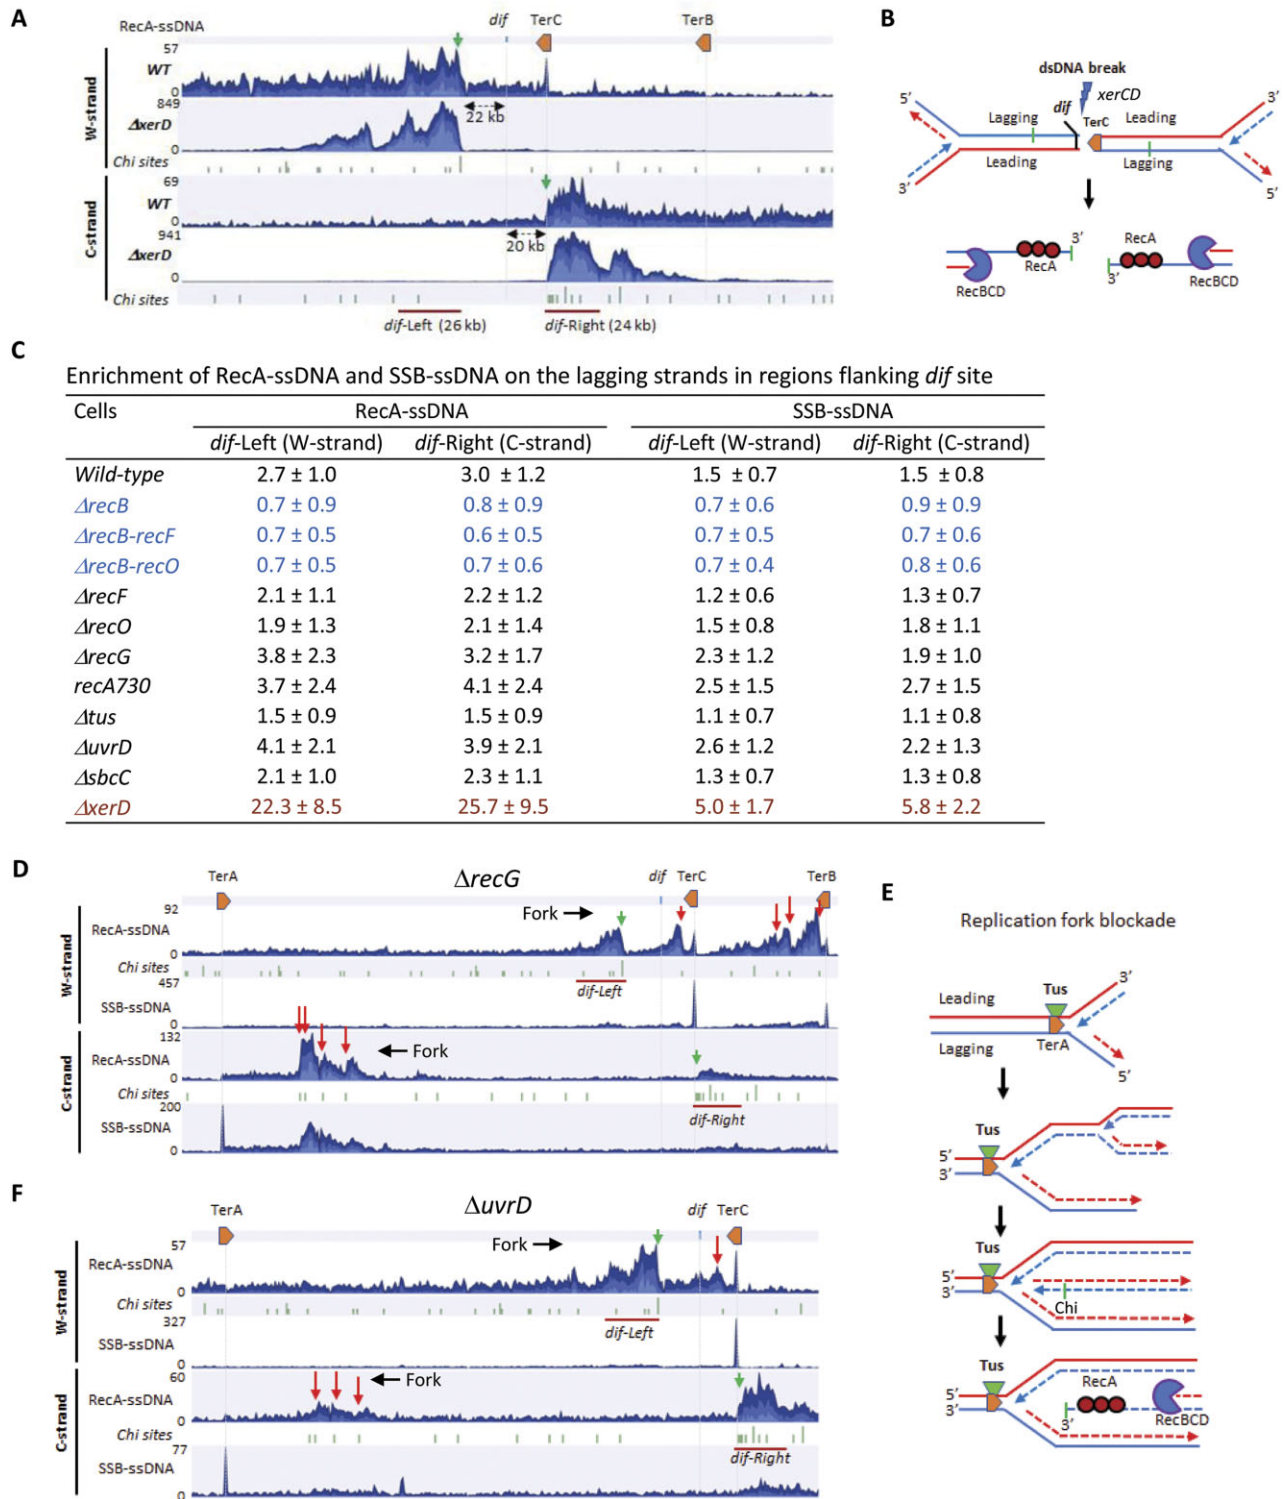 A
RecA-ssDNA
dif
TerC
TerB
W-strand
57
WT
0
849
ΔxerD
0
22 kb
Chi sites
C-strand
69
WT
0
941
ΔxerD
0
20 kb
Chi sites
dif-Left (26 kb)
dif-Right (24 kb)
B
dsDNA break
xerCD
dif
TerC
5’
3’
Lagging
Leading
Leading
Lagging
3’
5’
3’
RecA
RecA
RecBCD
3’
RecBCD
C
Enrichment of RecA-ssDNA and SSB-ssDNA on the lagging strands in regions flanking dif site
Cells RecA-ssDNA SSB-ssDNA
dif-Left (W-strand) dif-Right (C-strand) dif-Left (W-strand) dif-Right (C-strand)
Wild-type 2.7 ± 1.0 3.0 ± 1.2 1.5 ± 0.7 1.5 ± 0.8
ΔrecB 0.7 ± 0.9 0.8 ± 0.9 0.7 ± 0.6 0.9 ± 0.9
ΔrecB-recF 0.7 ± 0.5 0.6 ± 0.5 0.7 ± 0.5 0.7 ± 0.6
ΔrecB-recO 0.7 ± 0.5 0.7 ± 0.6 0.7 ± 0.4 0.8 ± 0.6
ΔrecF 2.1 ± 1.1 2.2 ± 1.2 1.2 ± 0.6 1.3 ± 0.7
ΔrecO 1.9 ± 1.3 2.1 ± 1.4 1.5 ± 0.8 1.8 ± 1.1
ΔrecG 3.8 ± 2.3 3.2 ± 1.7 2.3 ± 1.2 1.9 ± 1.0
recA730 3.7 ± 2.4 4.1 ± 2.4 2.5 ± 1.5 2.7 ± 1.5
Δtus 1.5 ± 0.9 1.5 ± 0.9 1.1 ± 0.7 1.1 ± 0.8
ΔuvrD 4.1 ± 2.1 3.9 ± 2.1 2.6 ± 1.2 2.2 ± 1.3
ΔsbcC 2.1 ± 1.0 2.3 ± 1.1 1.3 ± 0.7 1.3 ± 0.8
ΔxerD 22.3 ± 8.5 25.7 ± 9.5 5.0 ± 1.7 5.8 ± 2.2
D
TerA
ΔrecG
dif
TerC
TerB
W-strand
92
Fork
RecA-ssDNA
0
Chi sites
457
dif-Left
SSB-ssDNA
0
C-strand
132
RecA-ssDNA
Fork
0
Chi sites
200
dif-Right
SSB-ssDNA
0
E
Replication fork blockade
3’
Leading
Tus
Lagging
TerA
5’
Tus
5’
3’
Tus
5’
3’
Chi
Tus
RecA
5’
3’
3’
RecBCD
F
TerA
ΔuvrD
dif
TerC
W-strand
57
Fork
RecA-ssDNA
0
Chi sites
327
dif-Left
SSB-ssDNA
0
C-strand
60
Fork
RecA-ssDNA
0
Chi sites
77
dif-Right
SSB-ssDNA
0